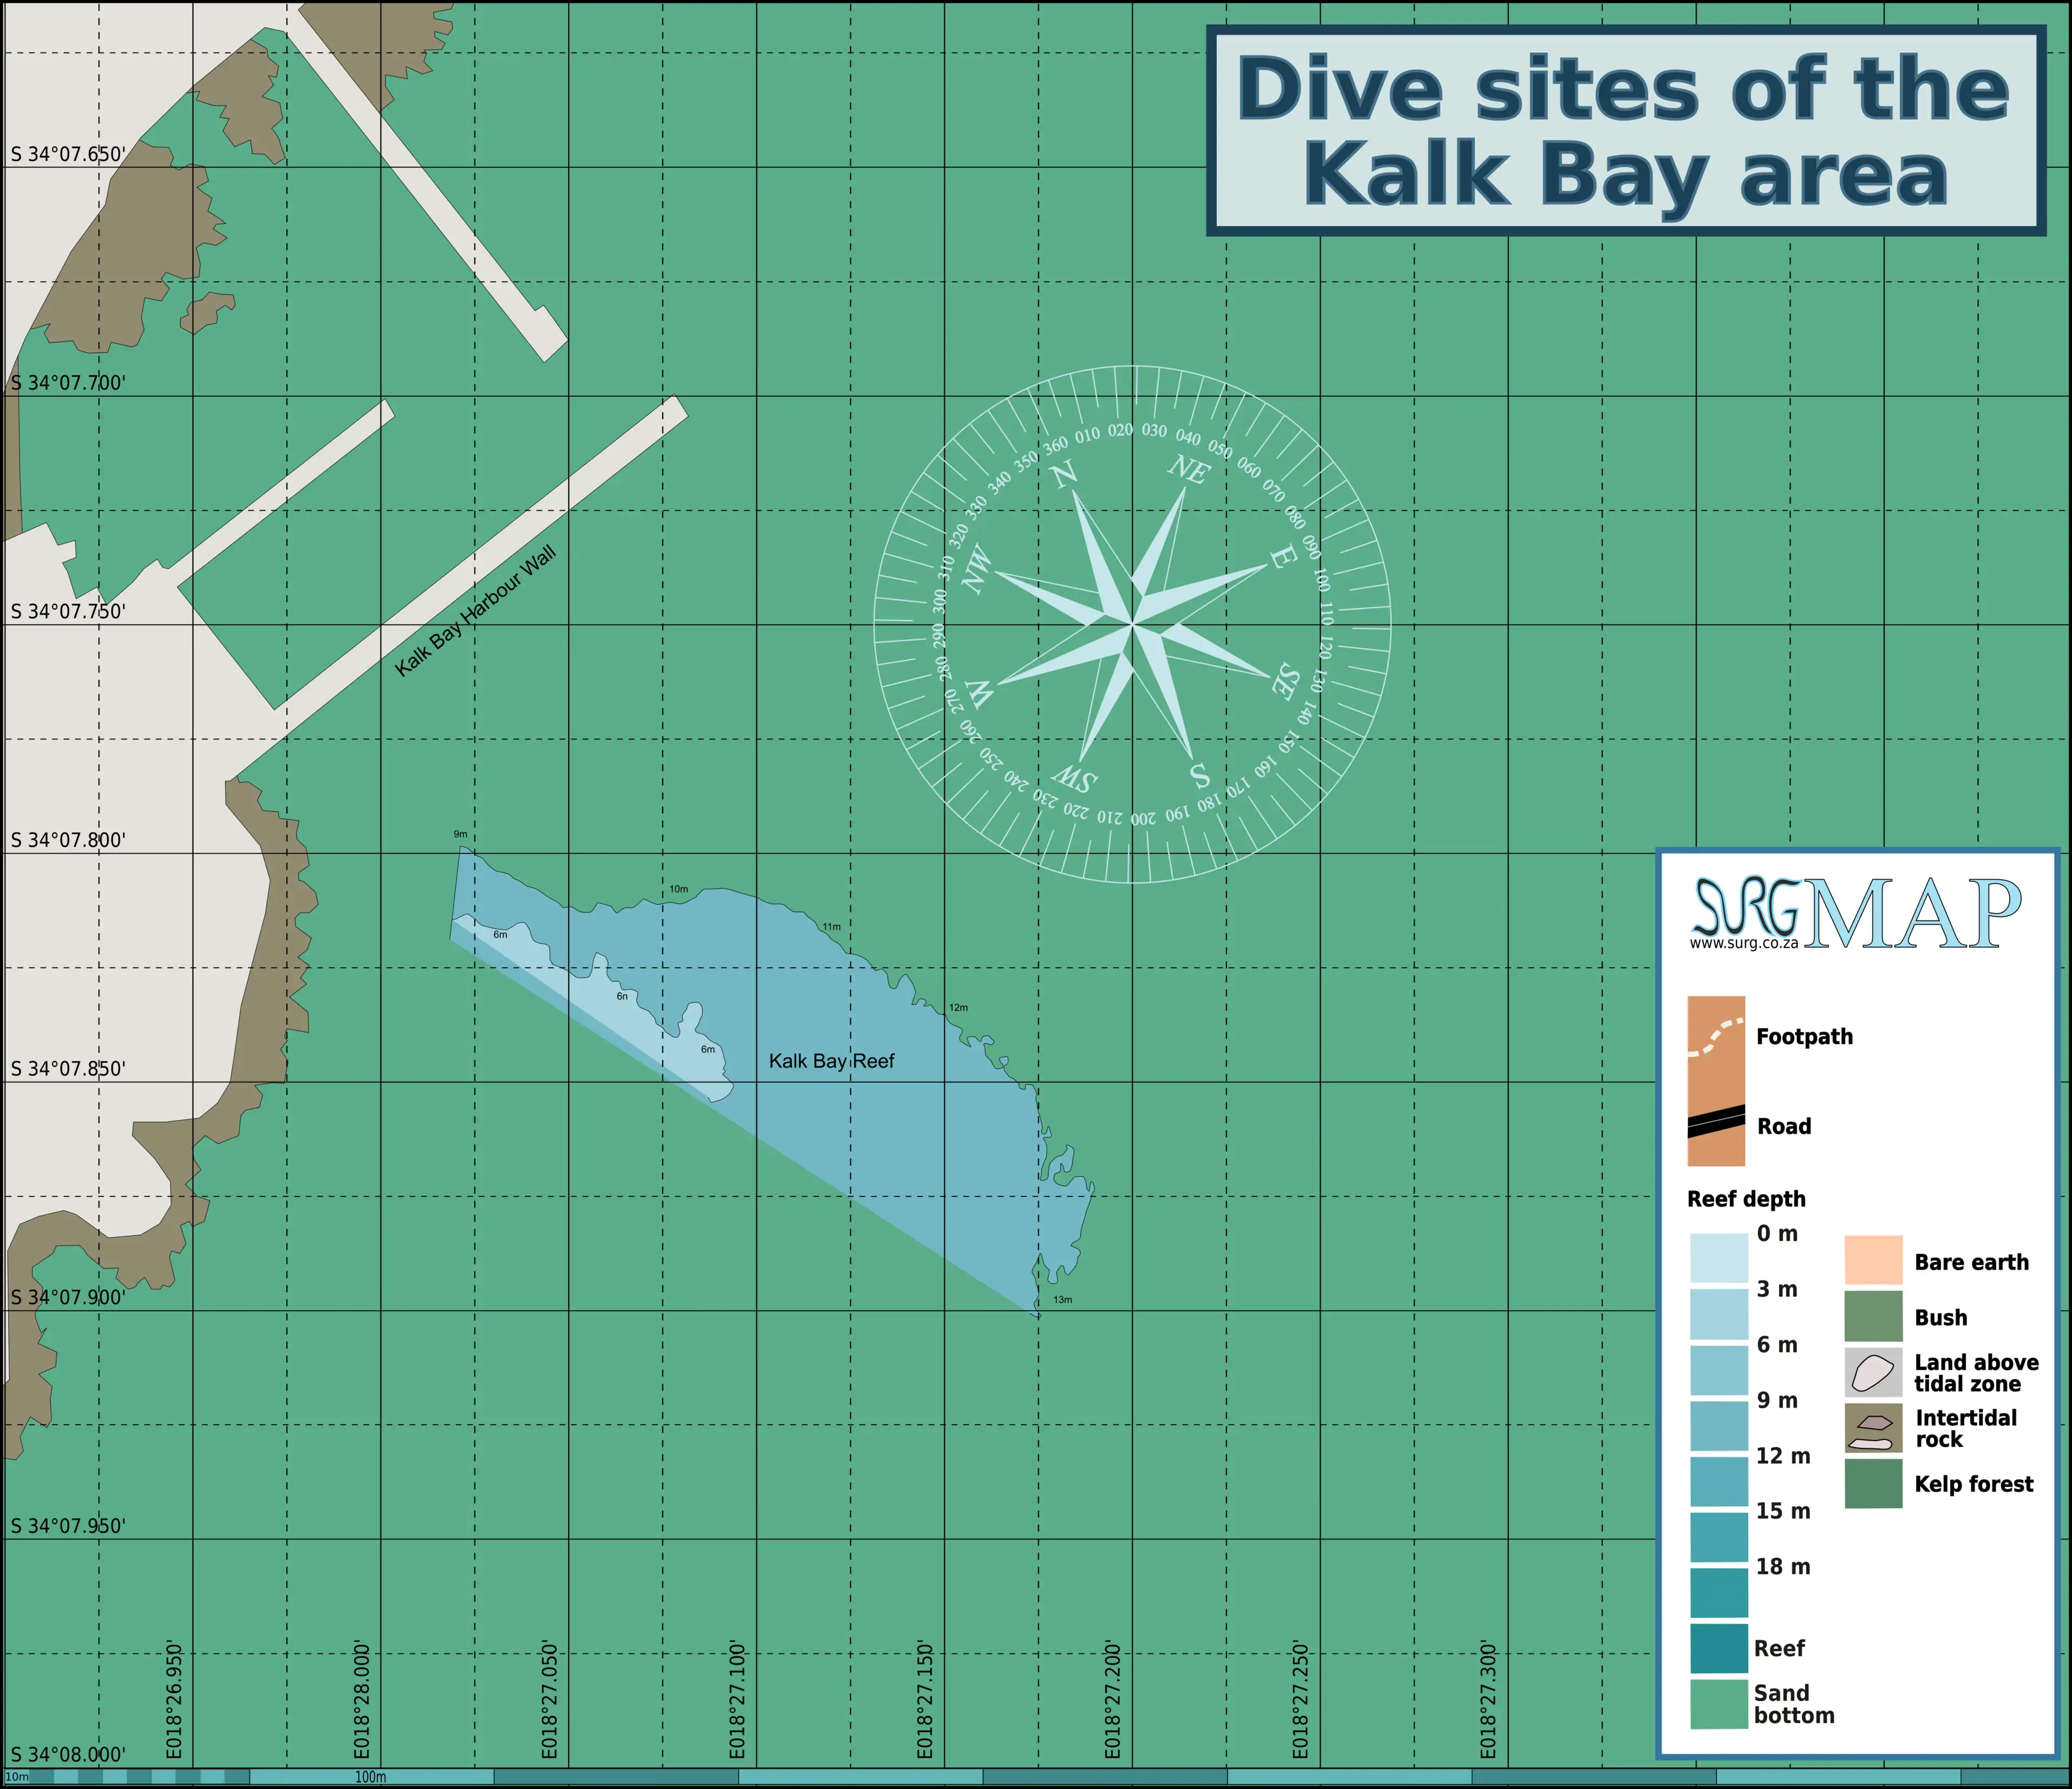 Dive sites of the
Kalk Bay area
S 34°07.650'
S 34°07.700'
S 34°07.750'
S 34°07.800'
S 34°07.850'
S 34°07.900'
S 34°07.950'
S 34°08.000'
Kalk Bay Harbour Wall
360
010
020
030
040
050
060
070
080
090
100
110
120
130
140
150
160
170
180
190
200
210
220
230
240
250
260
270
280
290
300
310
320
330
340
350
N
NE
E
SE
S
SW
W
NW
9m
10m
11m
12m
13m
6m
6n
6m
Kalk Bay Reef
E018°26.950'
E018°28.000'
E018°27.050'
E018°27.100'
E018°27.150'
E018°27.200'
E018°27.250'
E018°27.300'
10m
100m
SURG MAP
www.surg.co.za
Footpath
Road
Reef depth
0 m
3 m
6 m
9 m
12 m
15 m
18 m
Reef
Sand
bottom
Bare earth
Bush
Land above
tidal zone
Intertidal
rock
Kelp forest